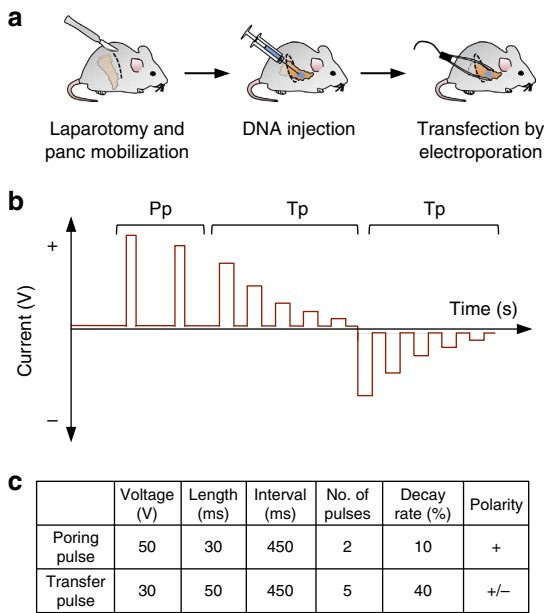 a
Laparotomy and
panc mobilization
DNA injection
Transfection by
electroporation
b
Pp
Tp
Tp
+
Current (V)
Time (s)
–
c
Voltage (V) Length (ms) Interval (ms) No. of pulses Decay rate (%) Polarity
Poring pulse 50 30 450 2 10 +
Transfer pulse 30 50 450 5 40 +/–